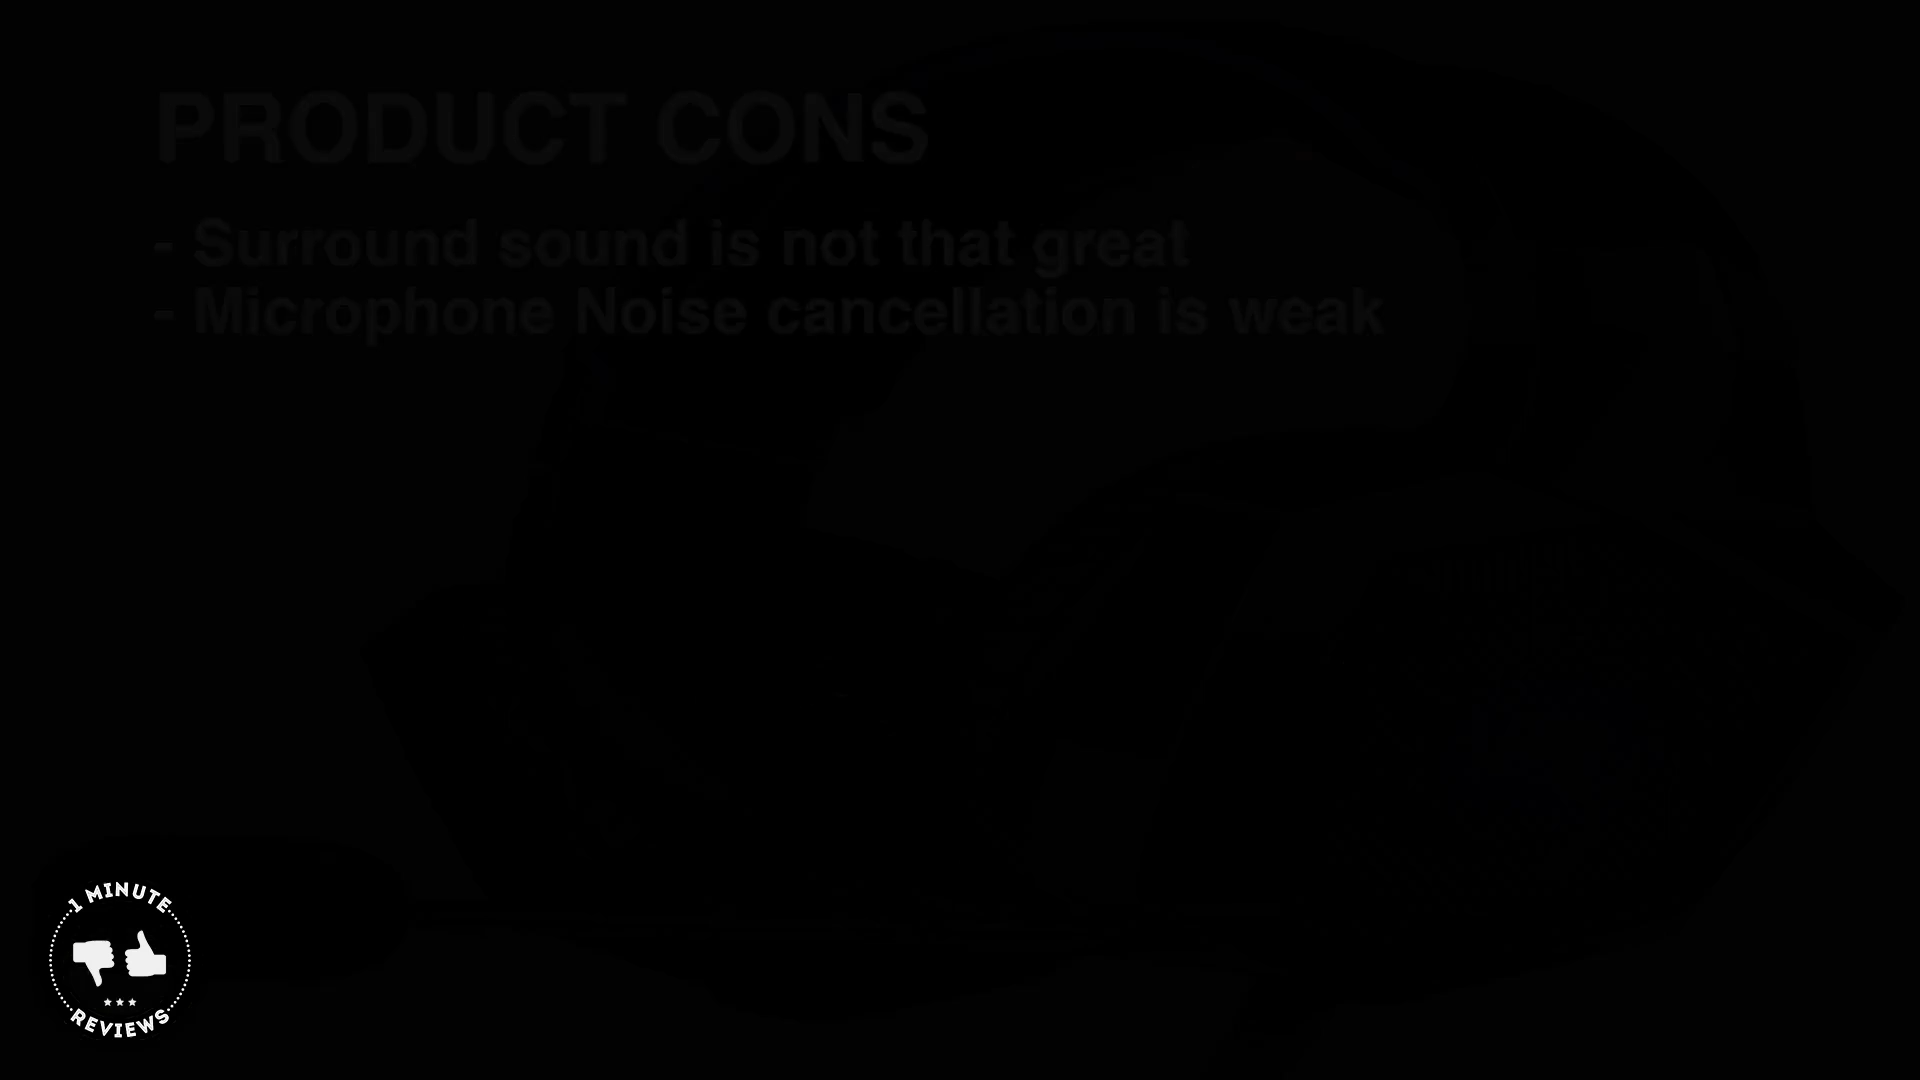 PRODUCT CONS
- Surround sound is not that great
- Microphone Noise cancellation is weak
1 MINUTE
REVIEWS